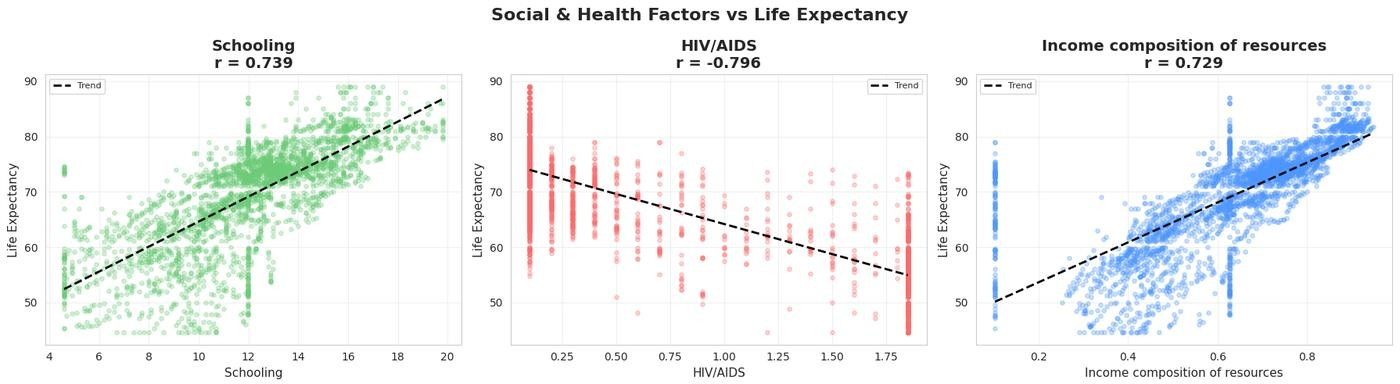 Social & Health Factors vs Life Expectancy
Schooling
r = 0.739
Trend
90
80
70
60
50
Life Expectancy
4 6 8 10 12 14 16 18 20
Schooling
HIV/AIDS
r = -0.796
Trend
90
80
70
60
50
Life Expectancy
0.25 0.50 0.75 1.00 1.25 1.50 1.75
HIV/AIDS
Income composition of resources
r = 0.729
Trend
90
80
70
60
50
Life Expectancy
0.2 0.4 0.6 0.8
Income composition of resources